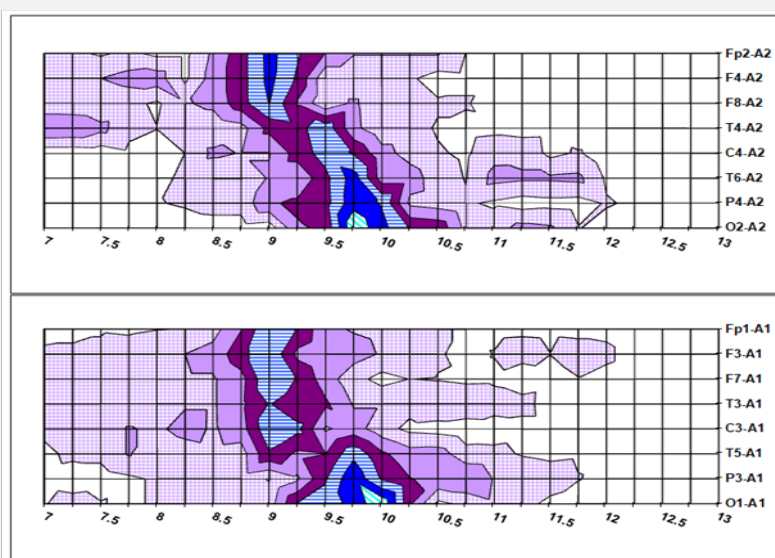 Fp2-A2
F4-A2
F8-A2
T4-A2
C4-A2
T6-A2
P4-A2
O2-A2
7 7.5 8 8.5 9 9.5 10 10.5 11 11.5 12 12.5 13
Fp1-A1
F3-A1
F7-A1
T3-A1
C3-A1
T5-A1
P3-A1
O1-A1
7 7.5 8 8.5 9 9.5 10 10.5 11 11.5 12 12.5 13